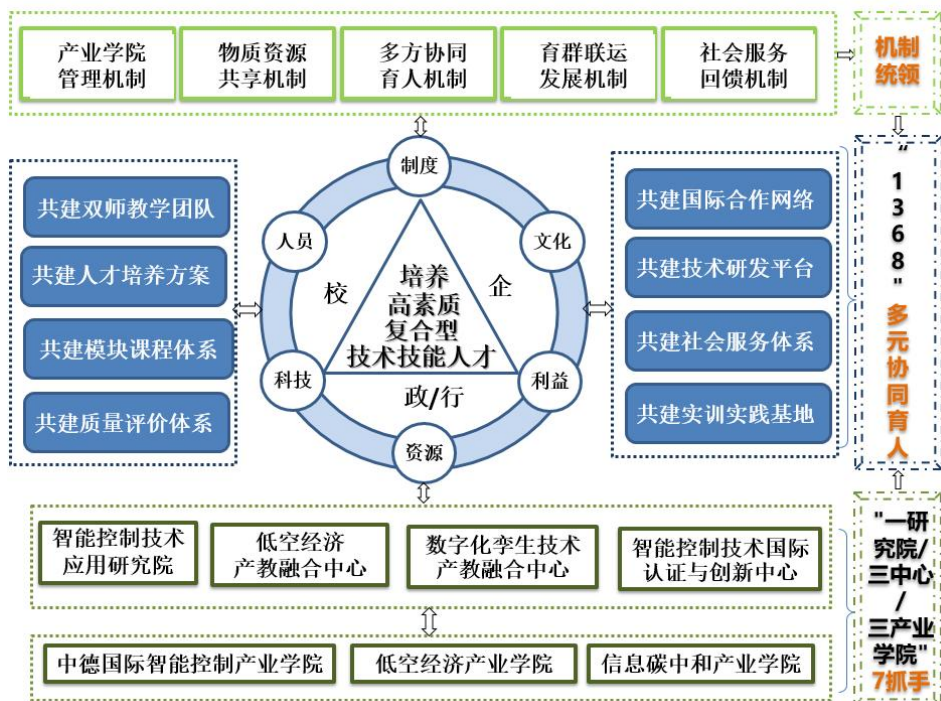 产业学院
管理机制
物质资源
共享机制
多方协同
育人机制
育群联运
发展机制
社会服务
回馈机制
机制
统领
共建双师教学团队
共建人才培养方案
共建模块课程体系
共建质量评价体系
制度
人员
文化
校
企
培养
高素质
复合型
技术技能人才
科技
利益
政/行
资源
共建国际合作网络
共建技术研发平台
共建社会服务体系
共建实训实践基地
“1368”多元协同育人
智能控制技术
应用研究院
低空经济
产教融合中心
数字化孪生技术
产教融合中心
智能控制技术国际
认证与创新中心
中德国际智能控制产业学院
低空经济产业学院
信息碳中和产业学院
"一研
究院/
三中心
/
三产业
学院"
7抓手